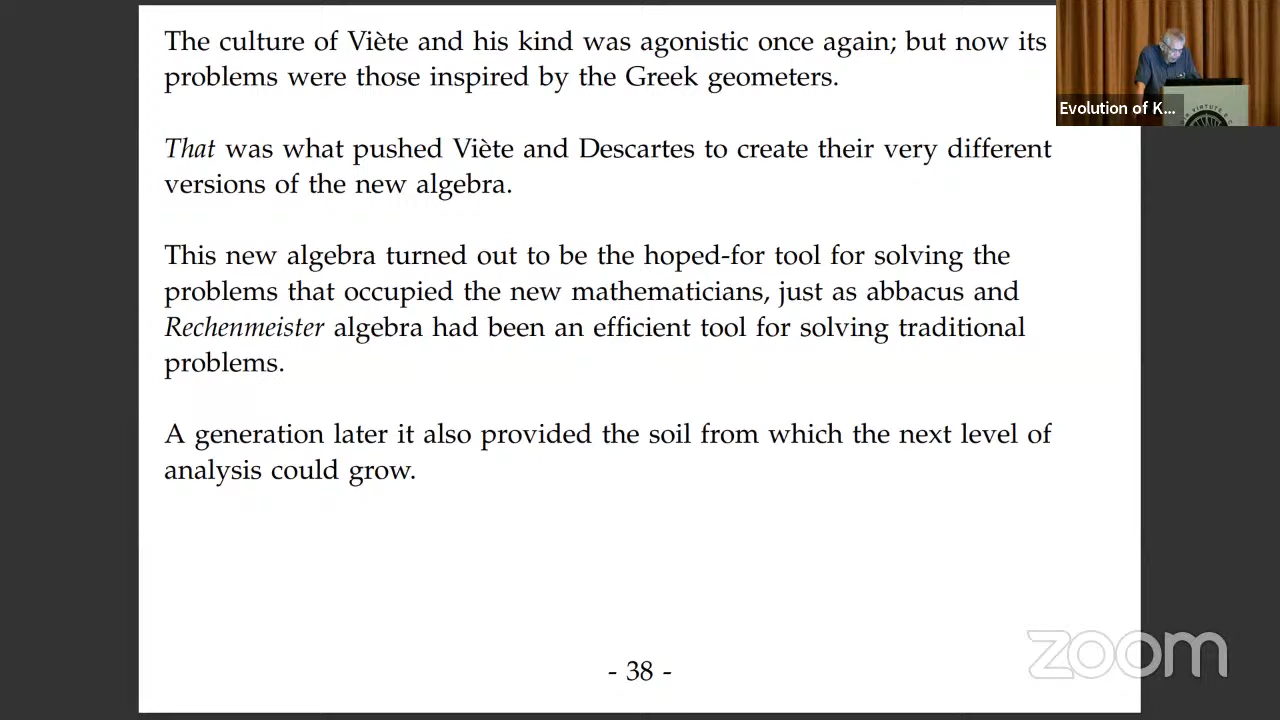 The culture of Viète and his kind was agonistic once again; but now its
problems were those inspired by the Greek geometers.
That was what pushed Viète and Descartes to create their very different
versions of the new algebra.
This new algebra turned out to be the hoped-for tool for solving the
problems that occupied the new mathematicians, just as abbacus and
Rechenmeister algebra had been an efficient tool for solving traditional
problems.
A generation later it also provided the soil from which the next level of
analysis could grow.
- 38 -
Evolution of K...
zoom